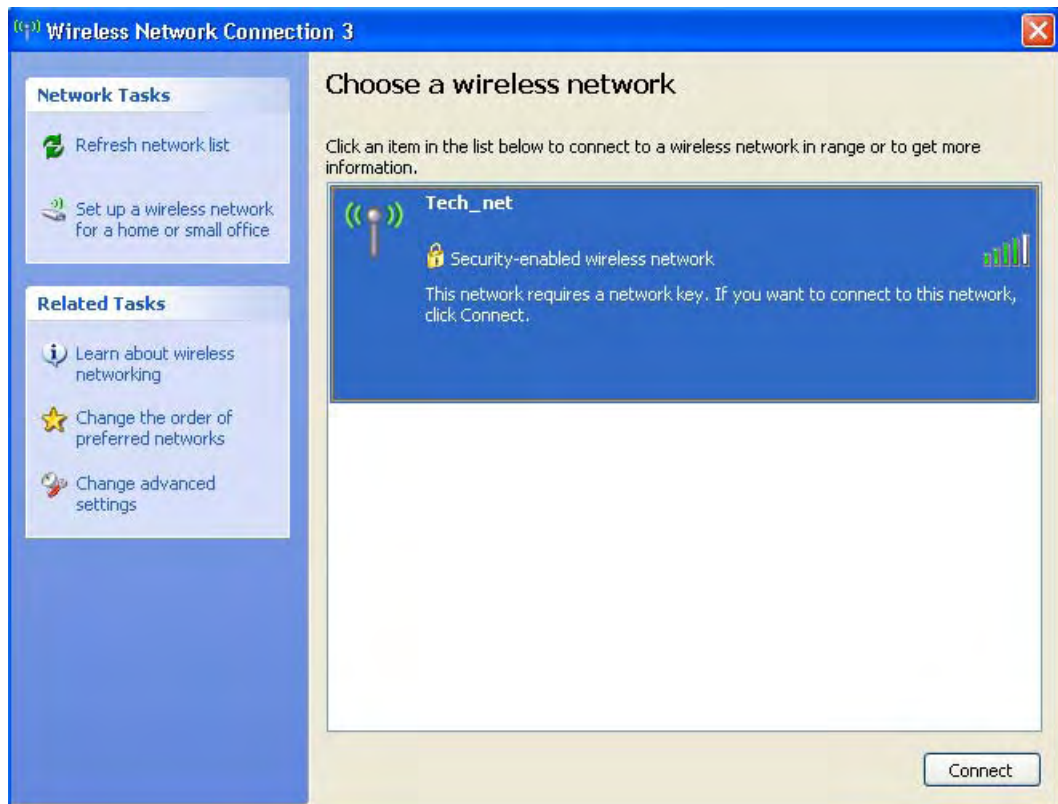 Wireless Network Connection 3
Network Tasks
Refresh network list
Set up a wireless network
for a home or small office
Related Tasks
Learn about wireless
networking
Change the order of
preferred networks
Change advanced
settings
Choose a wireless network
Click an item in the list below to connect to a wireless network in range or to get more
information.
Tech_net
Security-enabled wireless network
This network requires a network key. If you want to connect to this network,
click Connect.
Connect